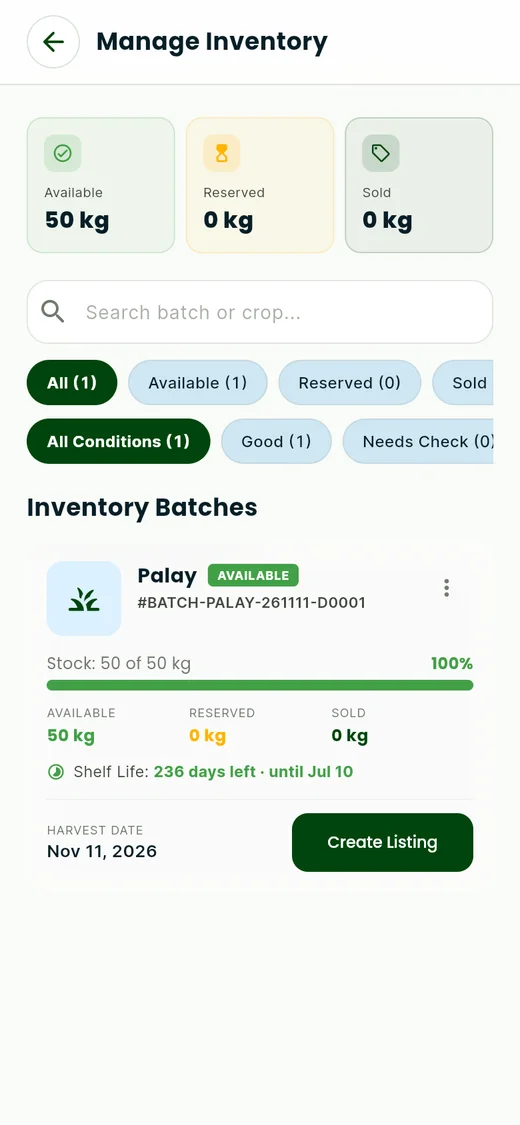 Manage Inventory
Available
50 kg
Reserved
0 kg
Sold
0 kg
Search batch or crop...
All (1)
Available (1)
Reserved (0)
Sold
All Conditions (1)
Good (1)
Needs Check (0)
Inventory Batches
Palay
AVAILABLE
#BATCH-PALAY-261111-D0001
Stock: 50 of 50 kg
100%
AVAILABLE
RESERVED
SOLD
50 kg
0 kg
0 kg
Shelf Life: 236 days left · until Jul 10
HARVEST DATE
Nov 11, 2026
Create Listing